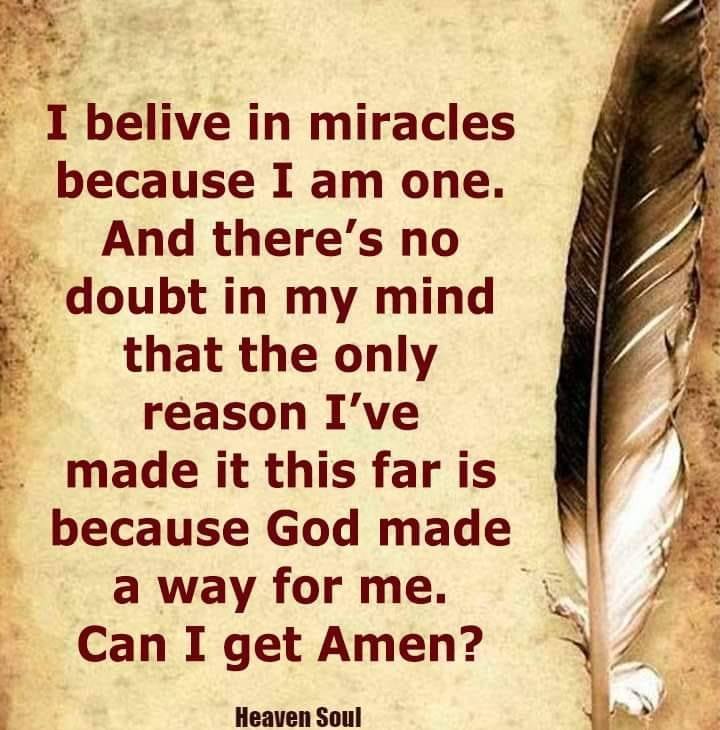 I belive in miracles
because I am one.
And there’s no
doubt in my mind
that the only
reason I’ve
made it this far is
because God made
a way for me.
Can I get Amen?
Heaven Soul